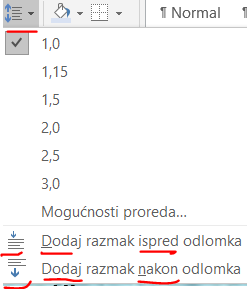 ¶ Normal ¶
1,0
1,15
1,5
2,0
2,5
3,0
Mogućnosti proreda...
Dodaj razmak ispred odlomka
Dodaj razmak nakon odlomka